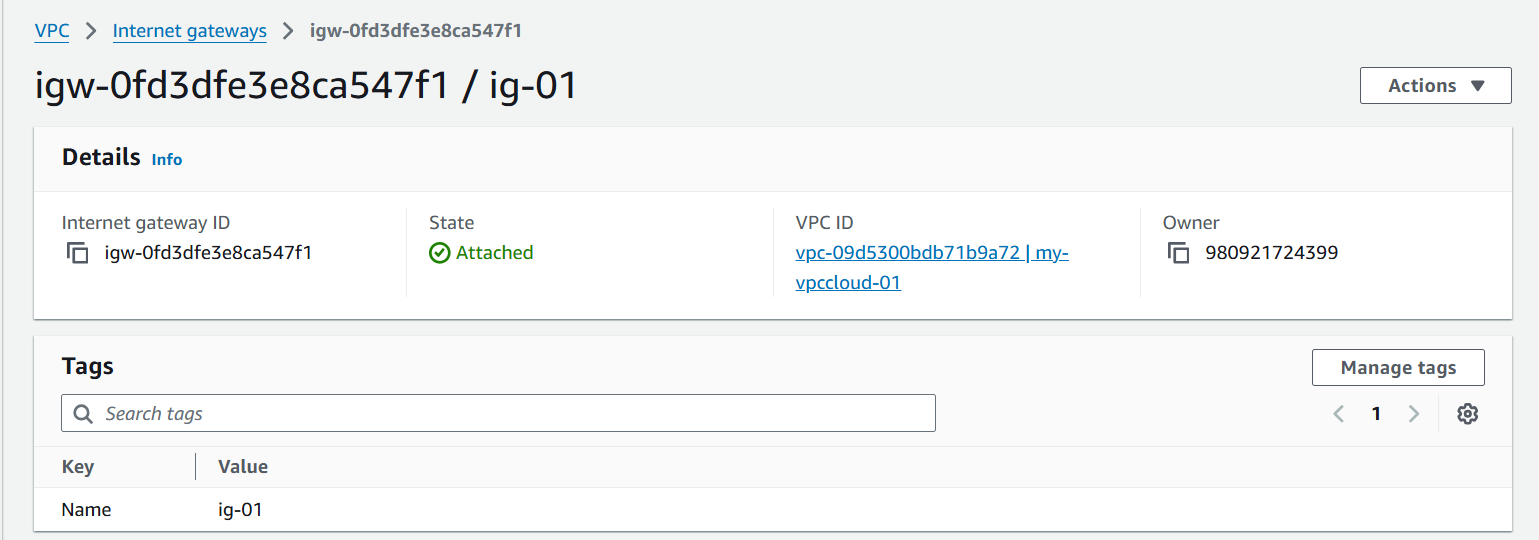 VPC > Internet gateways > igw-0fd3dfe3e8ca547f1
igw-0fd3dfe3e8ca547f1 / ig-01
Actions
Details Info
Internet gateway ID
igw-0fd3dfe3e8ca547f1
State
Attached
VPC ID
vpc-09d5300bdb71b9a72 | my-
vpccloud-01
Owner
980921724399
Tags
Manage tags
Search tags
1
Key Value
Name ig-01